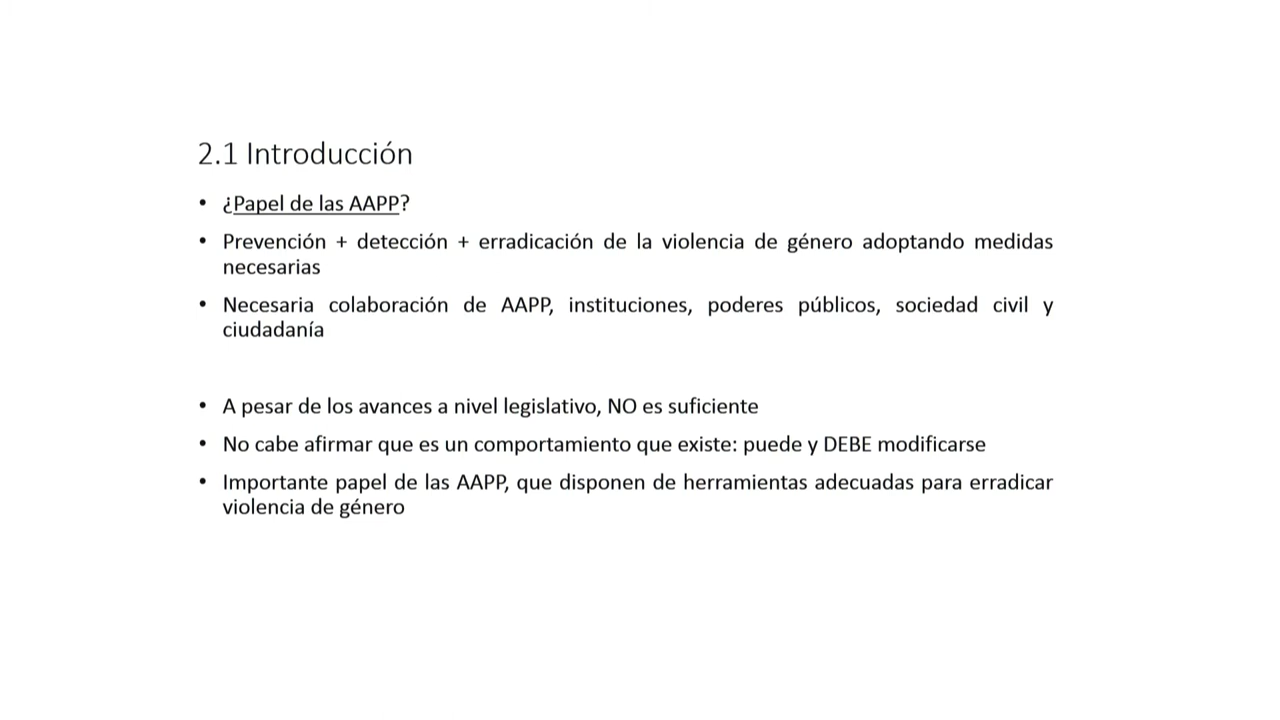 2.1 Introducción
• ¿Papel de las AAPP?
• Prevención + detección + erradicación de la violencia de género adoptando medidas
necesarias
• Necesaria colaboración de AAPP, instituciones, poderes públicos, sociedad civil y
ciudadanía
• A pesar de los avances a nivel legislativo, NO es suficiente
• No cabe afirmar que es un comportamiento que existe: puede y DEBE modificarse
• Importante papel de las AAPP, que disponen de herramientas adecuadas para erradicar
violencia de género